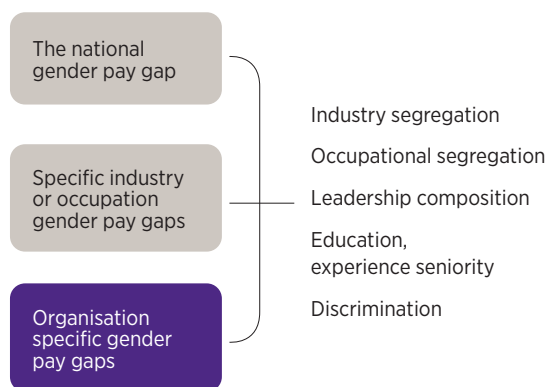 The national
gender pay gap
Specific industry
or occupation
gender pay gaps
Organisation
specific gender
pay gaps
Industry segregation
Occupational segregation
Leadership composition
Education,
experience seniority
Discrimination